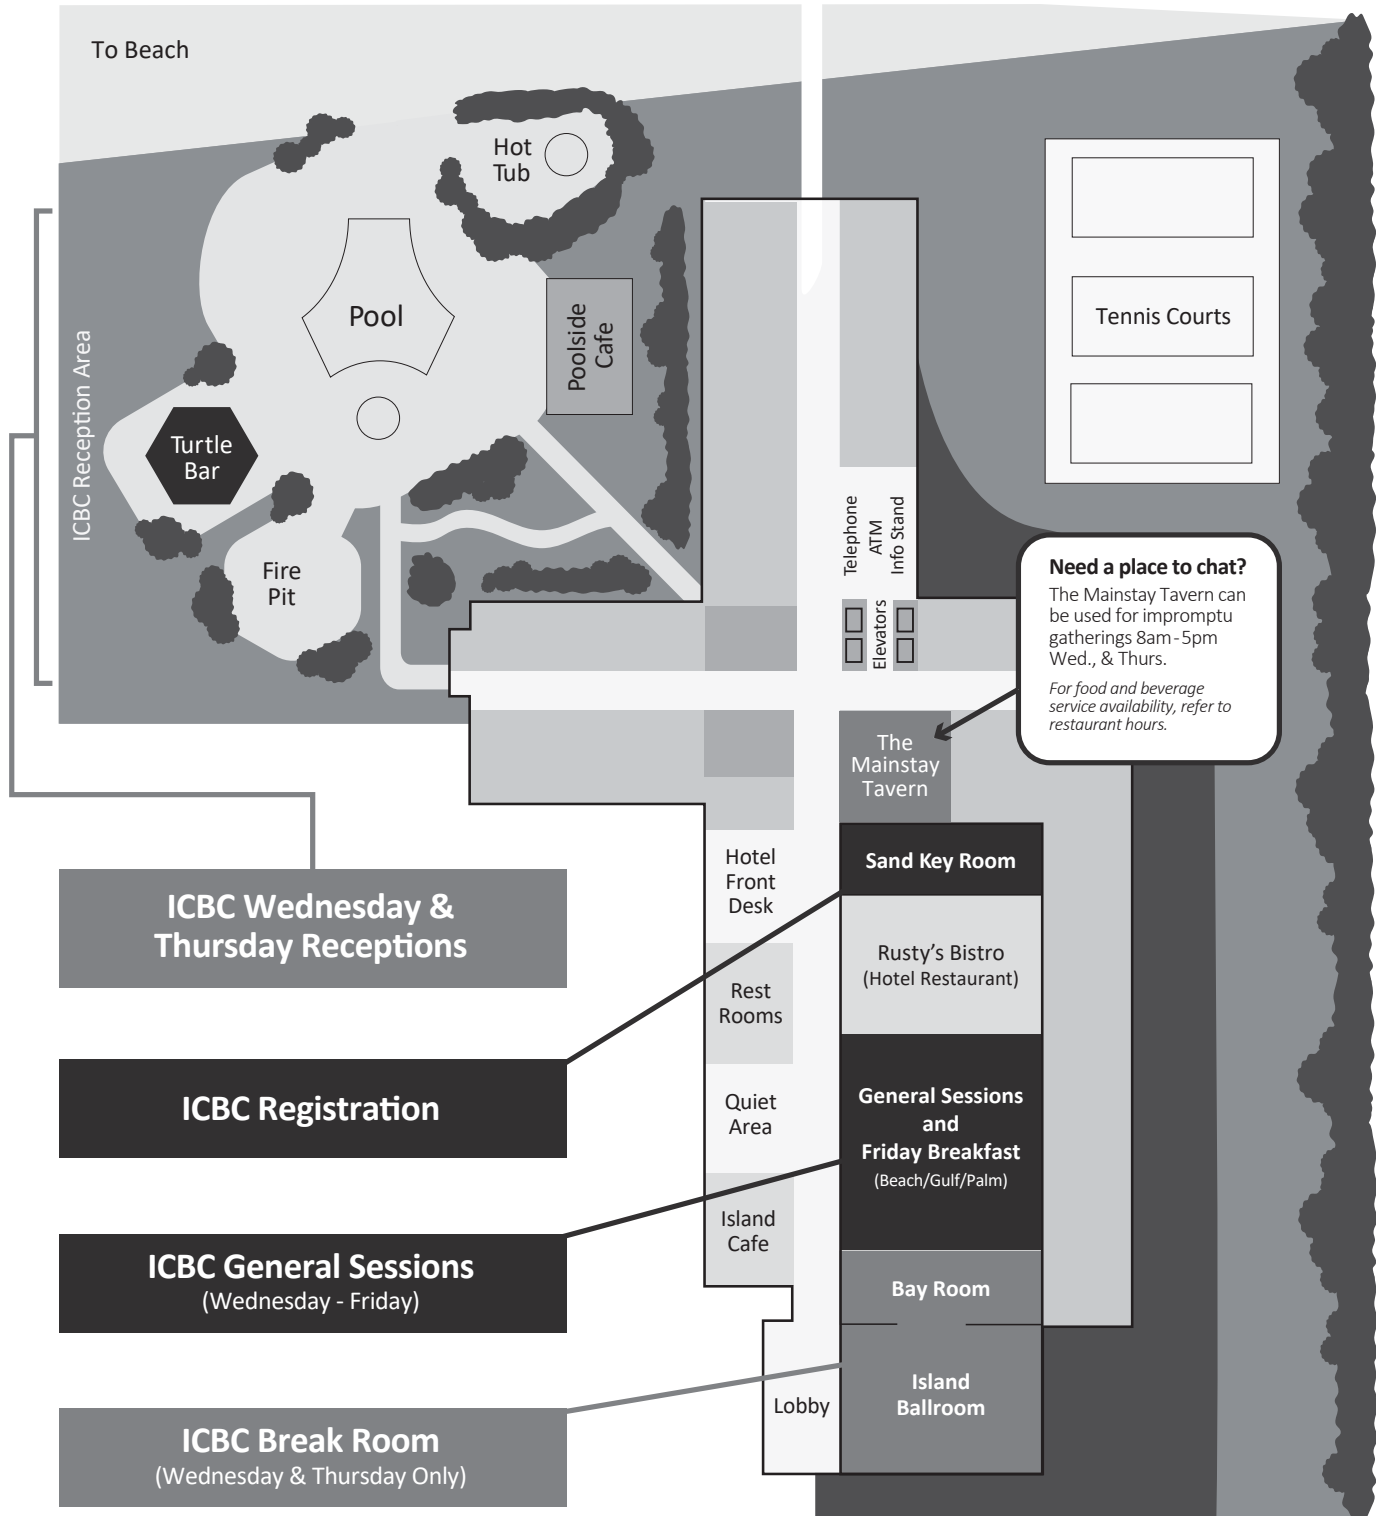 To Beach
Hot
Tub
Pool
Poolside
Cafe
Tennis Courts
ICBC Reception Area
Turtle
Bar
Fire
Pit
Telephone
ATM
Info Stand
Elevators
Need a place to chat?
The Mainstay Tavern can
be used for impromptu
gatherings 8am-5pm
Wed., & Thurs.
For food and beverage
service availability, refer to
restaurant hours.
The
Mainstay
Tavern
Hotel
Front
Desk
Sand Key Room
ICBC Wednesday &
Thursday Receptions
Rusty's Bistro
(Hotel Restaurant)
Rest
Rooms
ICBC Registration
Quiet
Area
General Sessions
and
Friday Breakfast
(Beach/Gulf/Palm)
Island
Cafe
ICBC General Sessions
(Wednesday - Friday)
Bay Room
Island
Ballroom
Lobby
ICBC Break Room
(Wednesday & Thursday Only)